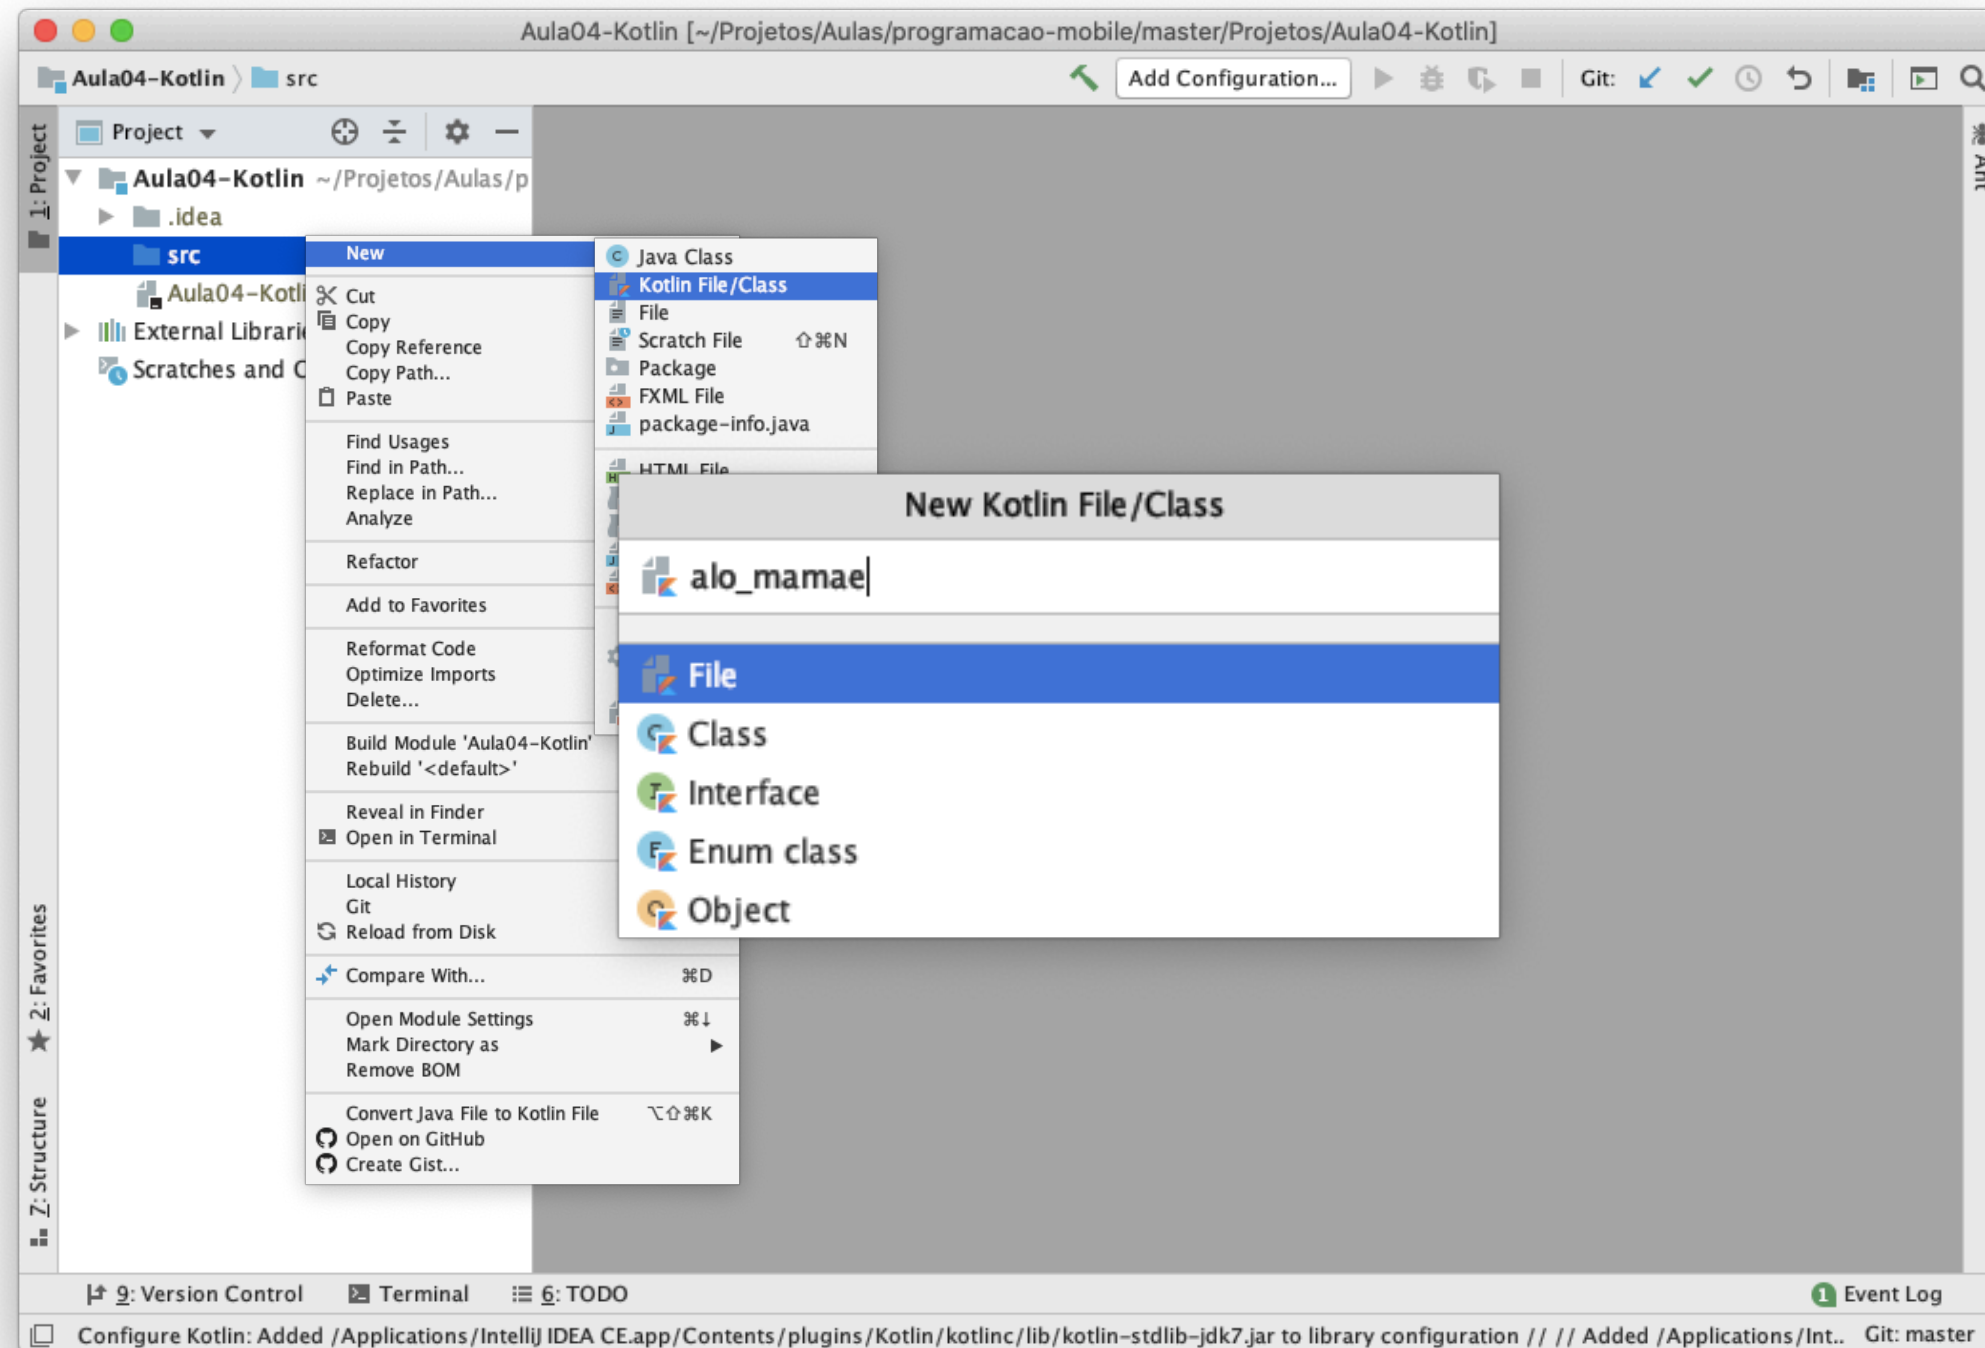 Aula04-Kotlin [~/Projetos/Aulas/programacao-mobile/master/Projetos/Aula04-Kotlin]
Aula04-Kotlin
src
Add Configuration...
Git:
1: Project
Project
Aula04-Kotlin ~/Projetos/Aulas/p
.idea
src
Aula04-Kotli
External Librari
Scratches and C
Ant
New
Cut
Copy
Copy Reference
Copy Path...
Paste
Find Usages
Find in Path...
Replace in Path...
Analyze
Refactor
Add to Favorites
Reformat Code
Optimize Imports
Delete...
Build Module 'Aula04-Kotlin'
Rebuild '<default>'
Reveal in Finder
Open in Terminal
Local History
Git
Reload from Disk
Compare With... ⌘D
Open Module Settings ⌘↓
Mark Directory as
Remove BOM
Convert Java File to Kotlin File ⌥⇧⌘K
Open on GitHub
Create Gist...
Java Class
Kotlin File/Class
File
Scratch File ⇧⌘N
Package
FXML File
package-info.java
HTML File
New Kotlin File/Class
alo_mamae
File
Class
Interface
Enum class
Object
2: Favorites
Z: Structure
9: Version Control
Terminal
6: TODO
1 Event Log
Configure Kotlin: Added /Applications/IntelliJ IDEA CE.app/Contents/plugins/Kotlin/kotlinc/lib/kotlin-stdlib-jdk7.jar to library configuration // // Added /Applications/Int.. Git: master